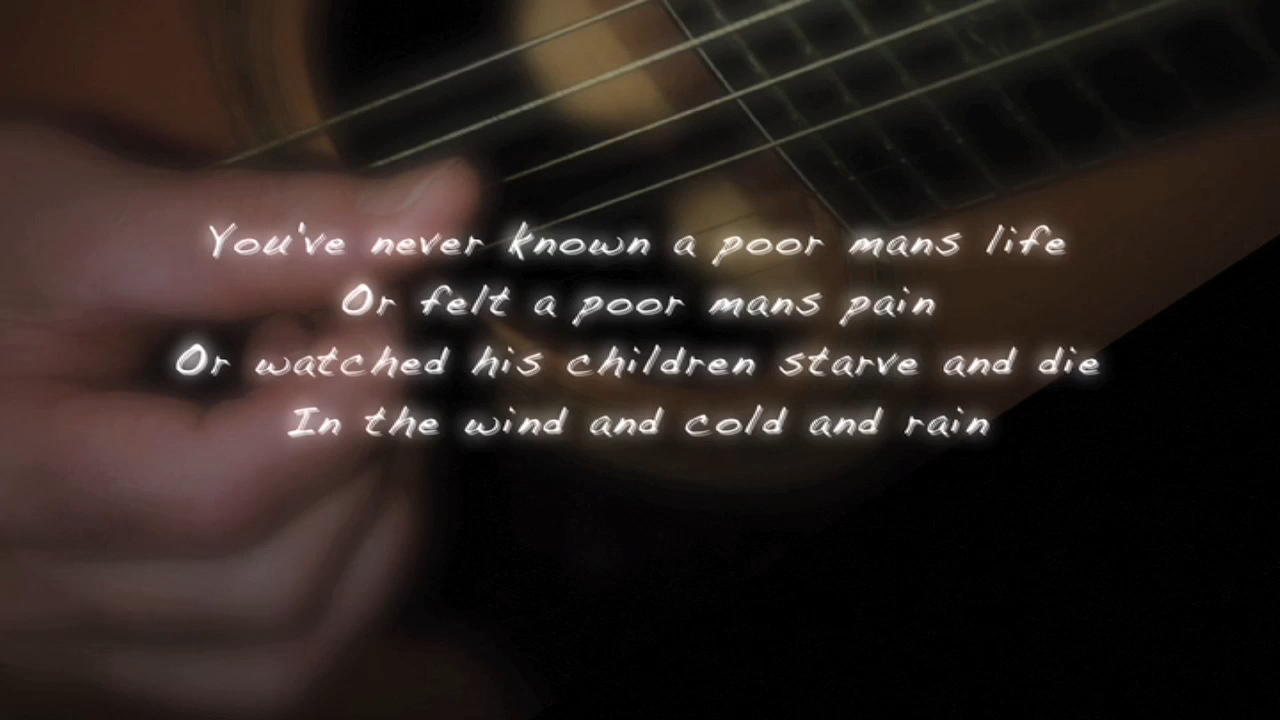 You've never known a poor mans life
Or felt a poor mans pain
Or watched his children starve and die
In the wind and cold and rain